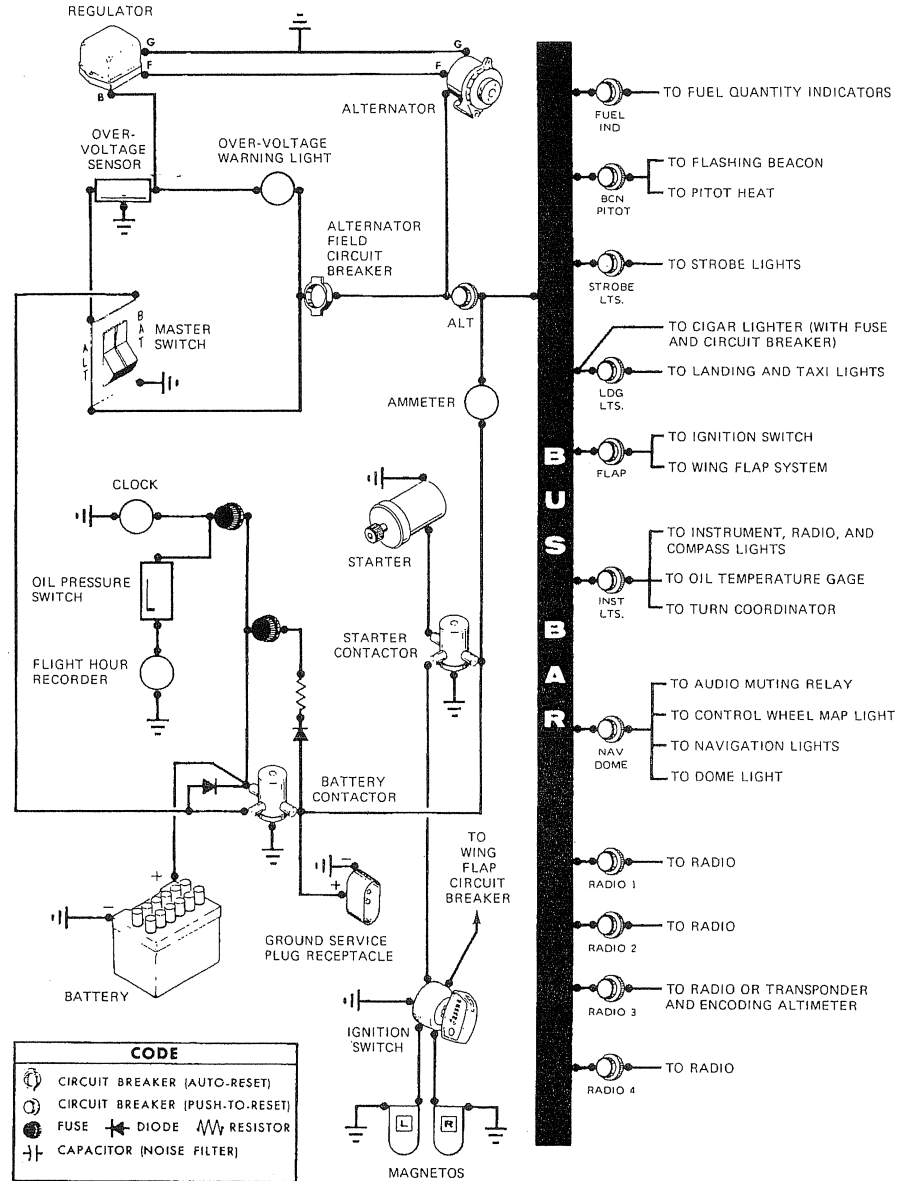 REGULATOR
G
F
B
G
F
ALTERNATOR
OVER-
VOLTAGE
SENSOR
OVER-VOLTAGE
WARNING LIGHT
ALTERNATOR
FIELD
CIRCUIT
BREAKER
ALT
BAT
ALT
MASTER
SWITCH
AMMETER
CLOCK
OIL PRESSURE
SWITCH
FLIGHT HOUR
RECORDER
STARTER
STARTER
CONTACTOR
BATTERY
CONTACTOR
+
−
BATTERY
−
+
GROUND SERVICE
PLUG RECEPTACLE
TO
WING
FLAP
CIRCUIT
BREAKER
IGNITION
SWITCH
L
R
MAGNETOS
BUS BAR
FUEL
IND
TO FUEL QUANTITY INDICATORS
BCN
PITOT
TO FLASHING BEACON
TO PITOT HEAT
STROBE
LTS.
TO STROBE LIGHTS
TO CIGAR LIGHTER (WITH FUSE
AND CIRCUIT BREAKER)
LDG
LTS.
TO LANDING AND TAXI LIGHTS
FLAP
TO IGNITION SWITCH
TO WING FLAP SYSTEM
INST
LTS.
TO INSTRUMENT, RADIO, AND
COMPASS LIGHTS
TO OIL TEMPERATURE GAGE
TO TURN COORDINATOR
NAV
DOME
TO AUDIO MUTING RELAY
TO CONTROL WHEEL MAP LIGHT
TO NAVIGATION LIGHTS
TO DOME LIGHT
RADIO 1
TO RADIO
RADIO 2
TO RADIO
RADIO 3
TO RADIO OR TRANSPONDER
AND ENCODING ALTIMETER
RADIO 4
TO RADIO
CODE
CIRCUIT BREAKER (AUTO-RESET)
CIRCUIT BREAKER (PUSH-TO-RESET)
FUSE DIODE RESISTOR
CAPACITOR (NOISE FILTER)